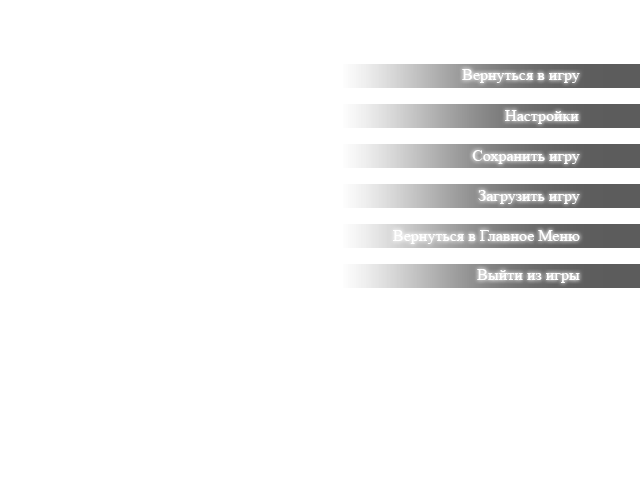 Вернуться в игру
Настройки
Сохранить игру
Загрузить игру
Вернуться в Главное Меню
Выйти из игры